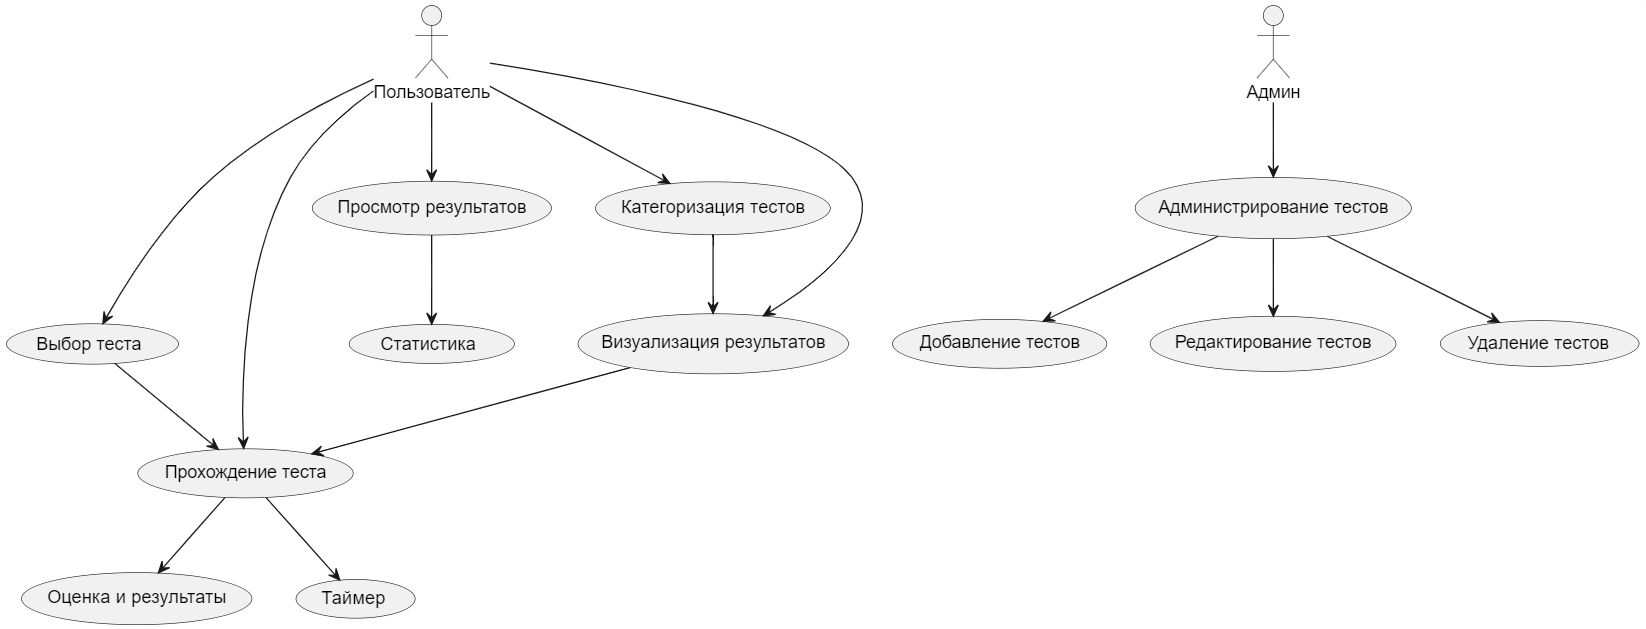 Пользователь
Админ
Просмотр результатов
Категоризация тестов
Администрирование тестов
Выбор теста
Статистика
Визуализация результатов
Добавление тестов
Редактирование тестов
Удаление тестов
Прохождение теста
Оценка и результаты
Таймер